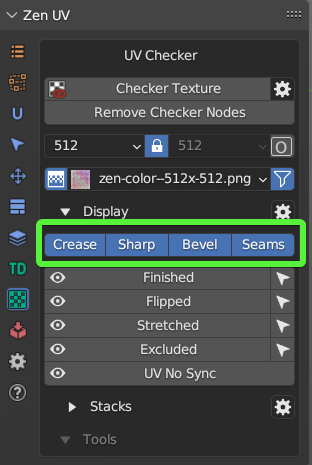 Zen UV
UV Checker
Checker Texture
Remove Checker Nodes
512 512 O
zen-color--512x-512.png
Display
Crease Sharp Bevel Seams
Finished
Flipped
Stretched
TD
Excluded
UV No Sync
Stacks
Tools